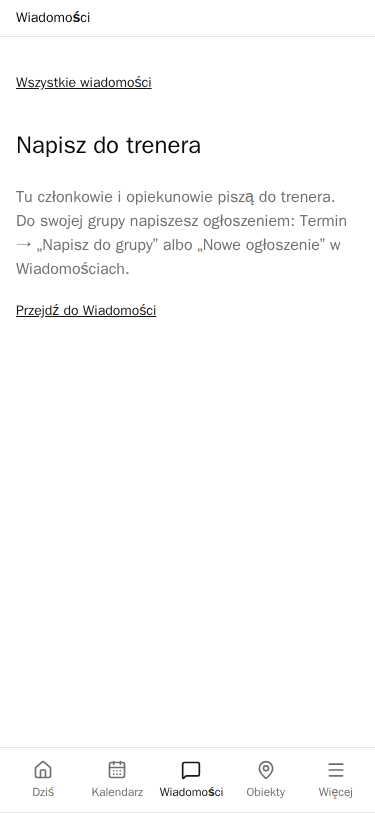 Wiadomości
Wszystkie wiadomości
Napisz do trenera
Tu członkowie i opiekunowie piszą do trenera.
Do swojej grupy napiszesz ogłoszeniem: Termin
→ „Napisz do grupy” albo „Nowe ogłoszenie” w
Wiadomościach.
Przejdź do Wiadomości
Dziś
Kalendarz
Wiadomości
Obiekty
Więcej